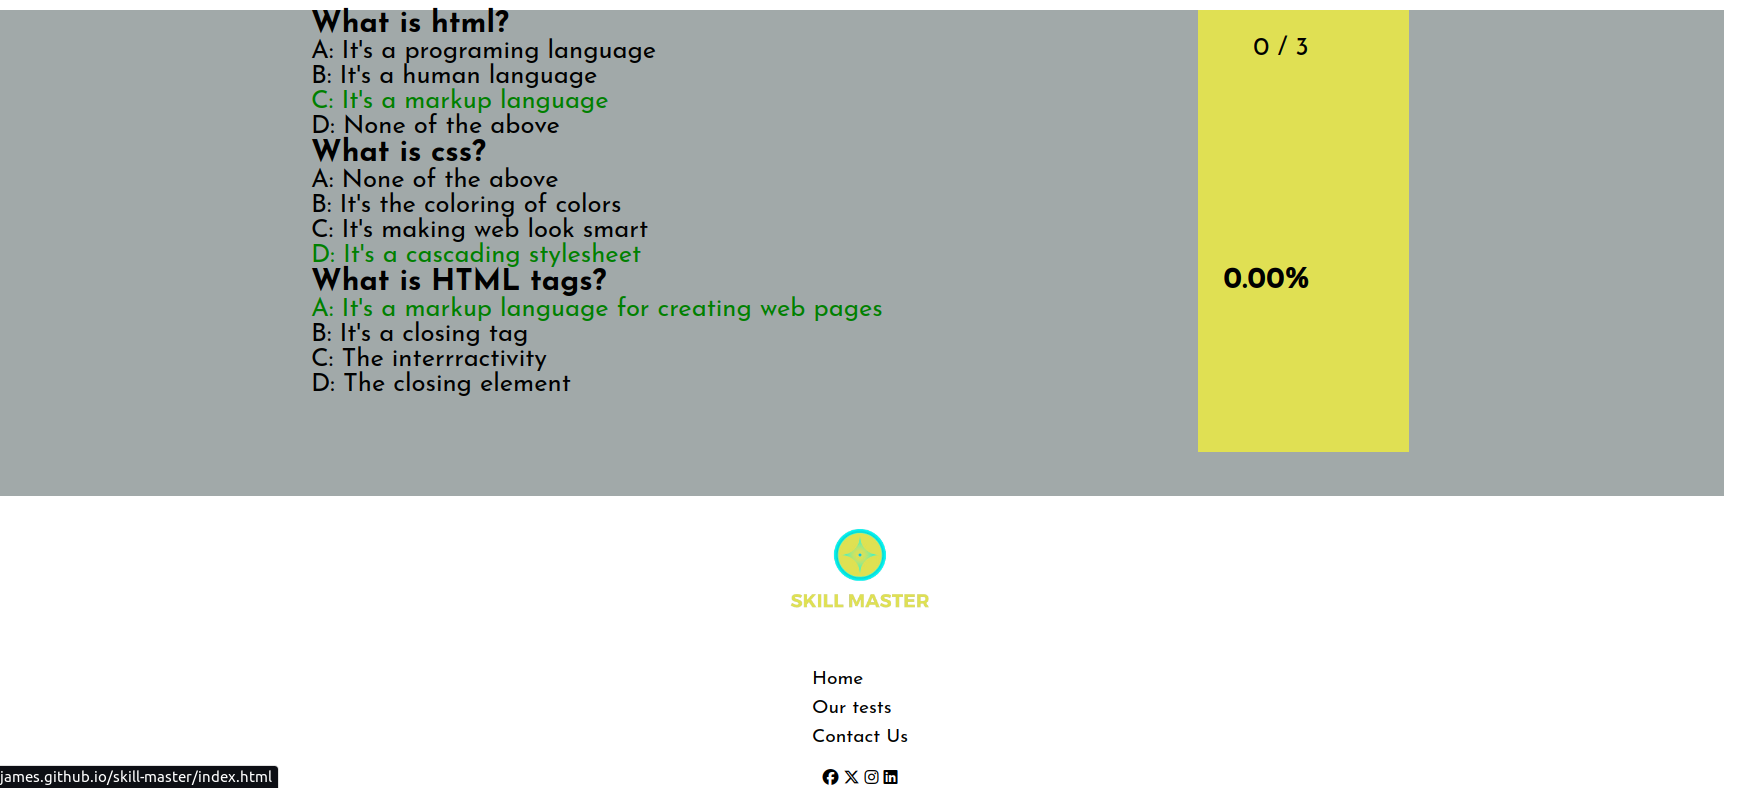 What is html?
A: It's a programing language
B: It's a human language
C: It's a markup language
D: None of the above
What is css?
A: None of the above
B: It's the coloring of colors
C: It's making web look smart
D: It's a cascading stylesheet
What is HTML tags?
A: It's a markup language for creating web pages
B: It's a closing tag
C: The interrractivity
D: The closing element
0 / 3
0.00%
SKILL MASTER
Home
Our tests
Contact Us
james.github.io/skill-master/index.html